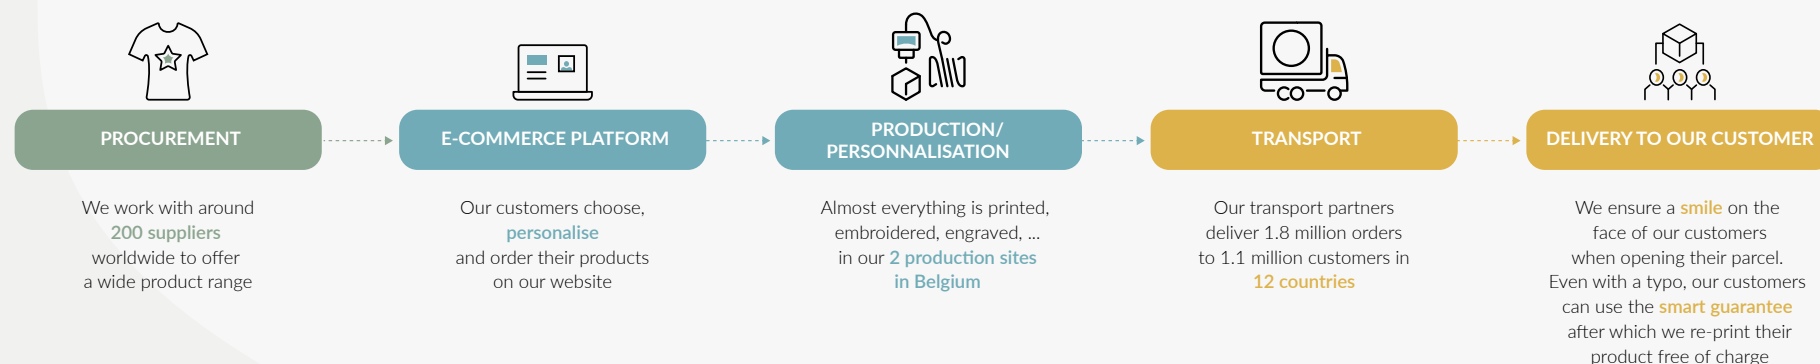 PROCUREMENT
We work with around
200 suppliers
worldwide to offer
a wide product range
E-COMMERCE PLATFORM
Our customers choose,
personalise
and order their products
on our website
PRODUCTION/
PERSONNALISATION
Almost everything is printed,
embroidered, engraved, ...
in our 2 production sites
in Belgium
TRANSPORT
Our transport partners
deliver 1.8 million orders
to 1.1 million customers in
12 countries
DELIVERY TO OUR CUSTOMER
We ensure a smile on the
face of our customers
when opening their parcel.
Even with a typo, our customers
can use the smart guarantee
after which we re-print their
product free of charge